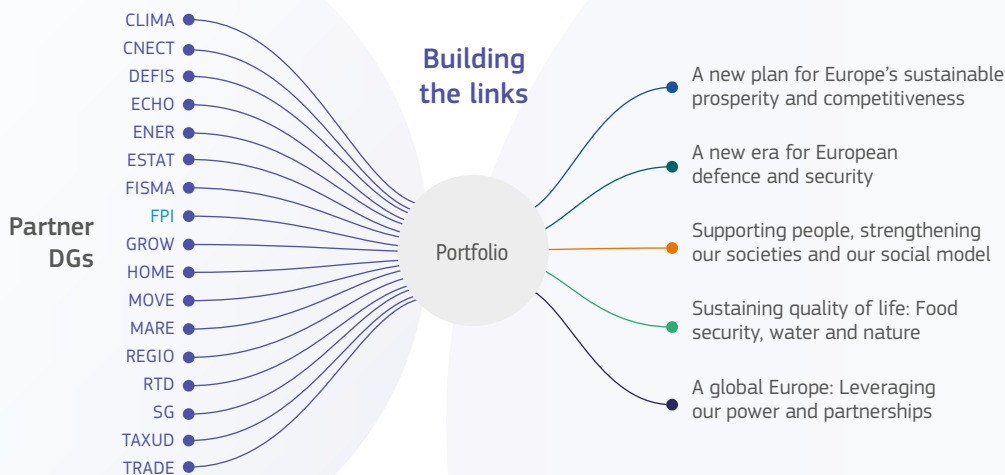 Building
the links
Partner
DGs
CLIMA
CNECT
DEFIS
ECHO
ENER
ESTAT
FISMA
FPI
GROW
HOME
MOVE
MARE
REGIO
RTD
SG
TAXUD
TRADE
Portfolio
A new plan for Europe's sustainable
prosperity and competitiveness
A new era for European
defence and security
Supporting people, strengthening
our societies and our social model
Sustaining quality of life: Food
security, water and nature
A global Europe: Leveraging
our power and partnerships